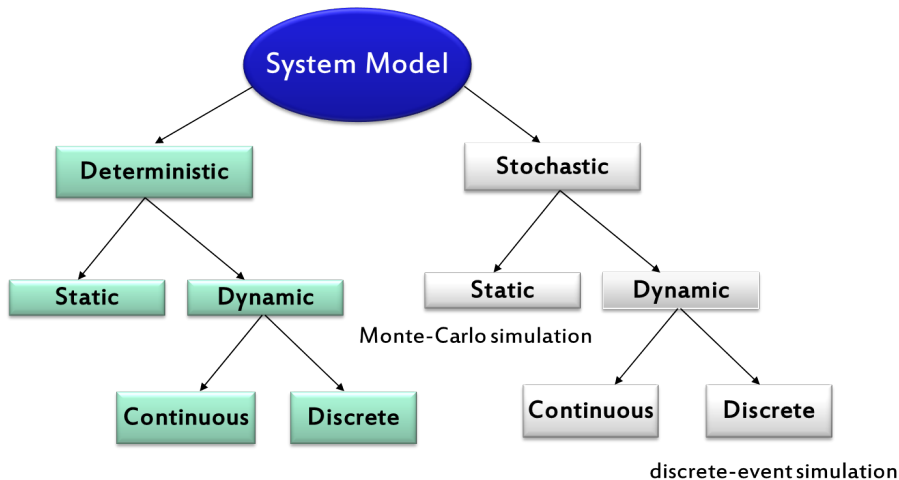 System Model
Deterministic
Stochastic
Static
Dynamic
Static
Dynamic
Monte-Carlo simulation
Continuous
Discrete
Continuous
Discrete
discrete-event simulation